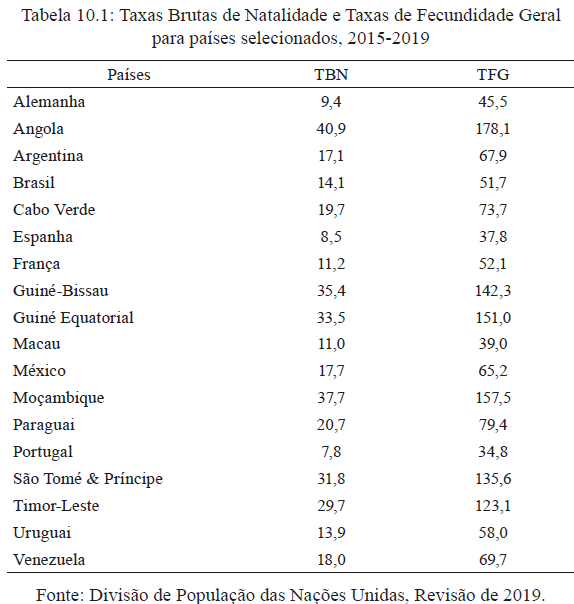 Tabela 10.1: Taxas Brutas de Natalidade e Taxas de Fecundidade Geral
para países selecionados, 2015-2019
Países TBN TFG
Alemanha 9,4 45,5
Angola 40,9 178,1
Argentina 17,1 67,9
Brasil 14,1 51,7
Cabo Verde 19,7 73,7
Espanha 8,5 37,8
França 11,2 52,1
Guiné-Bissau 35,4 142,3
Guiné Equatorial 33,5 151,0
Macau 11,0 39,0
México 17,7 65,2
Moçambique 37,7 157,5
Paraguai 20,7 79,4
Portugal 7,8 34,8
São Tomé & Príncipe 31,8 135,6
Timor-Leste 29,7 123,1
Uruguai 13,9 58,0
Venezuela 18,0 69,7
Fonte: Divisão de População das Nações Unidas, Revisão de 2019.